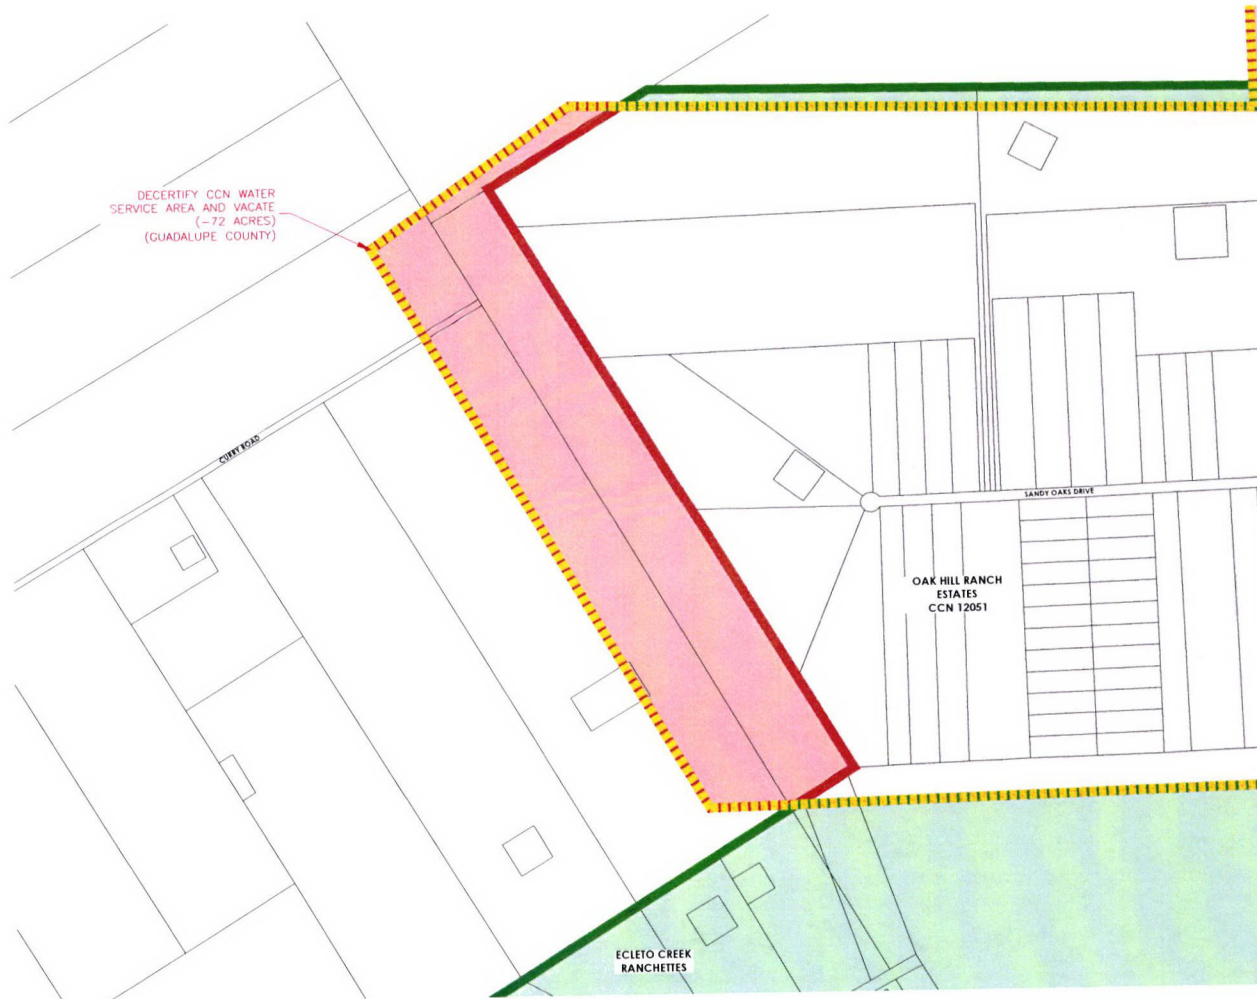 DECERTIFY CCN WATER
SERVICE AREA AND VACATE
(~72 ACRES)
(GUADALUPE COUNTY)
CURRY ROAD
SANDY OAKS DRIVE
OAK HILL RANCH
ESTATES
CCN 12051
ECLETO CREEK
RANCHETTES